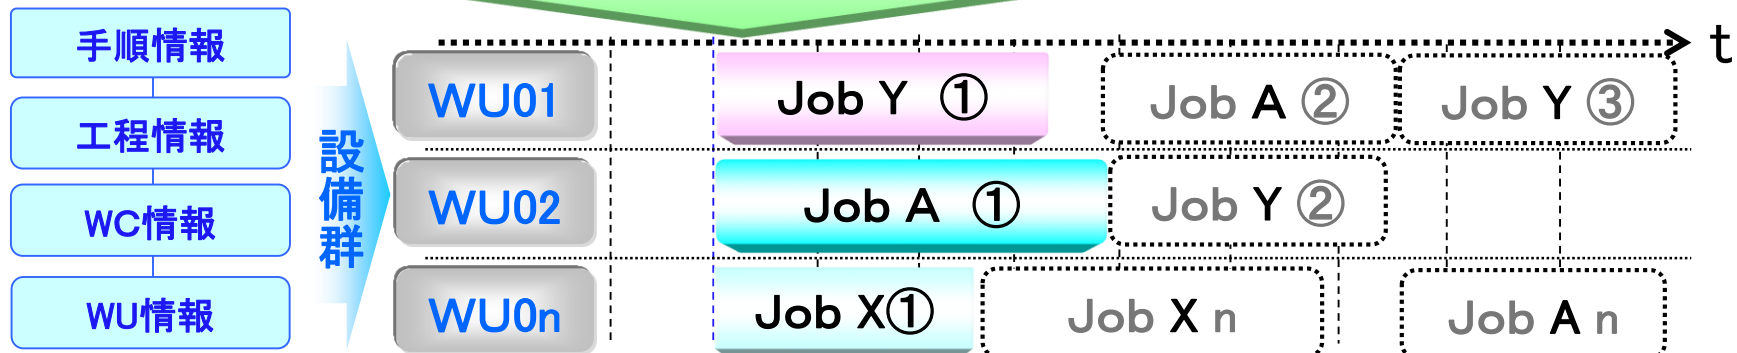 手順情報
工程情報
WC情報
WU情報
設備群
t
WU01
Job Y ①
Job A ②
Job Y ③
WU02
Job A ①
Job Y ②
WU0n
Job X①
Job X n
Job A n